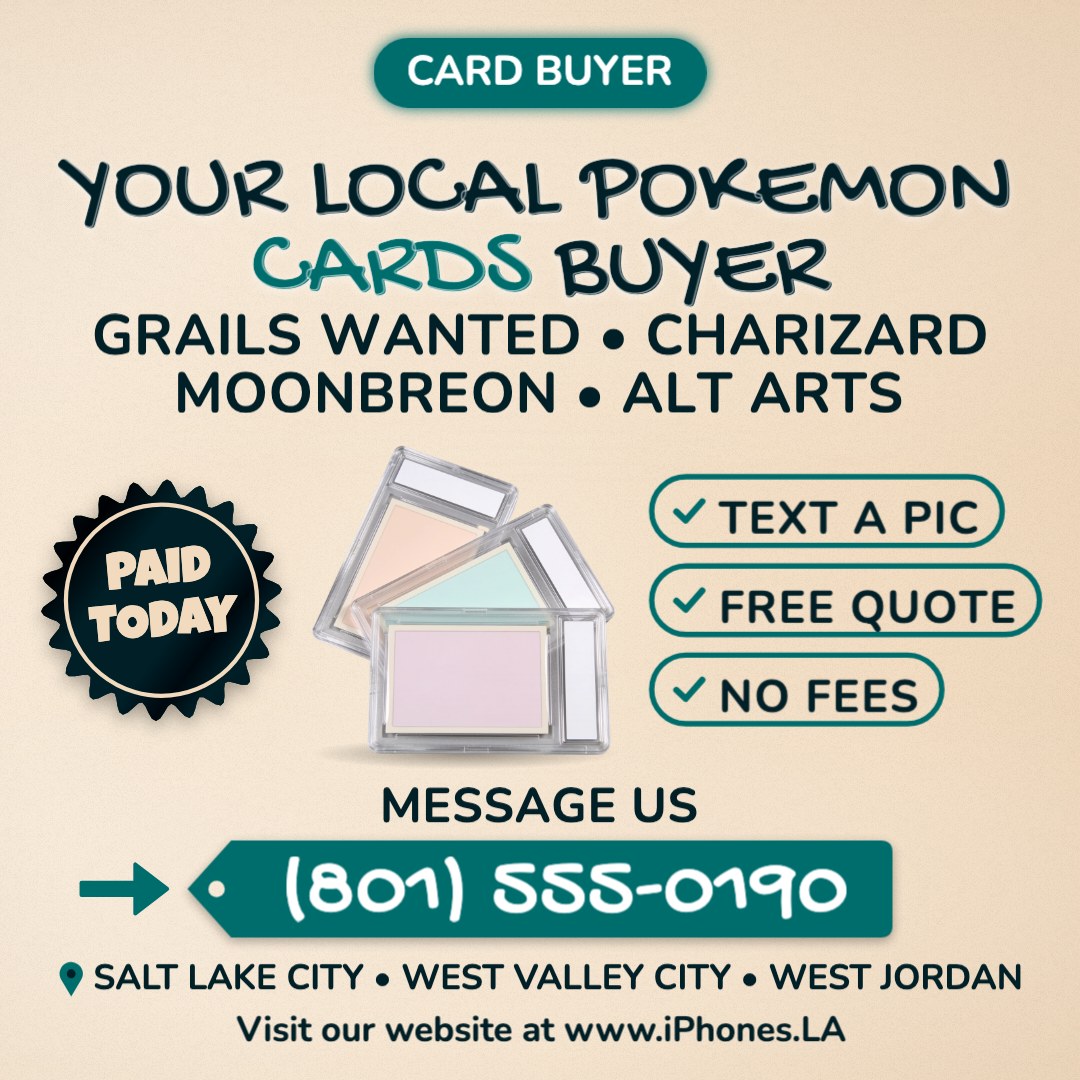 CARD BUYER
YOUR LOCAL POKEMON
CARDS BUYER
GRAILS WANTED • CHARIZARD
MOONBREON • ALT ARTS
PAID
TODAY
TEXT A PIC
FREE QUOTE
NO FEES
MESSAGE US
(801) 555-0190
SALT LAKE CITY • WEST VALLEY CITY • WEST JORDAN
Visit our website at www.iPhones.LA